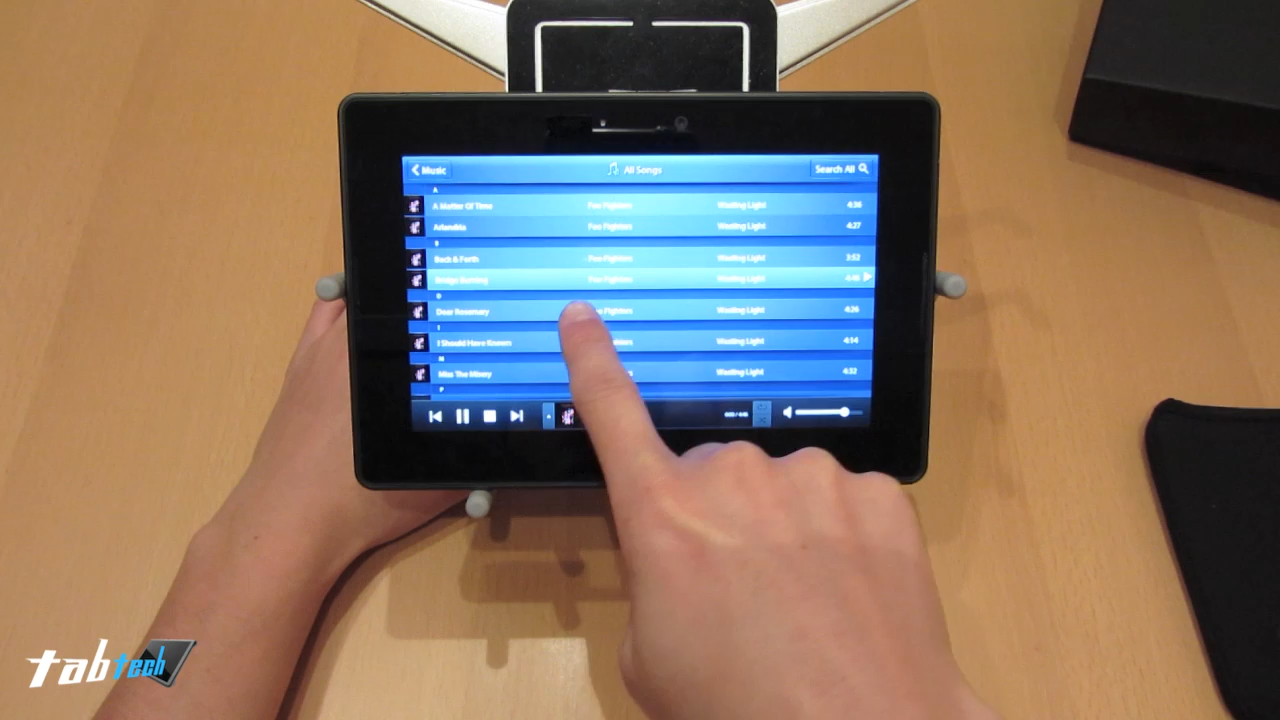 Music All Songs Search All
A
A Matter Of Time Foo Fighters Wasting Light 4:36
Arlandria Foo Fighters Wasting Light 4:27
B
Back & Forth Foo Fighters Wasting Light 3:52
Bridge Burning Foo Fighters Wasting Light
D
Dear Rosemary Fighters Wasting Light 4:26
I
I Should Have Known Wasting Light 4:14
M
Miss The Misery Wasting Light 4:32
P
tabtech